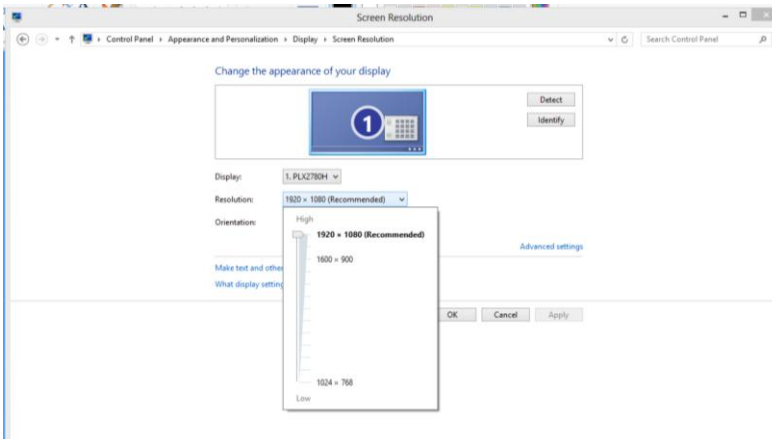 Screen Resolution
Control Panel › Appearance and Personalization › Display › Screen Resolution
Search Control Panel
Change the appearance of your display
1
Detect
Identify
Display: 1. PLX2780H
Resolution: 1920 × 1080 (Recommended)
Orientation:
High
1920 × 1080 (Recommended)
Advanced settings
1600 × 900
Make text and other
What display setting
OK Cancel Apply
1024 × 768
Low